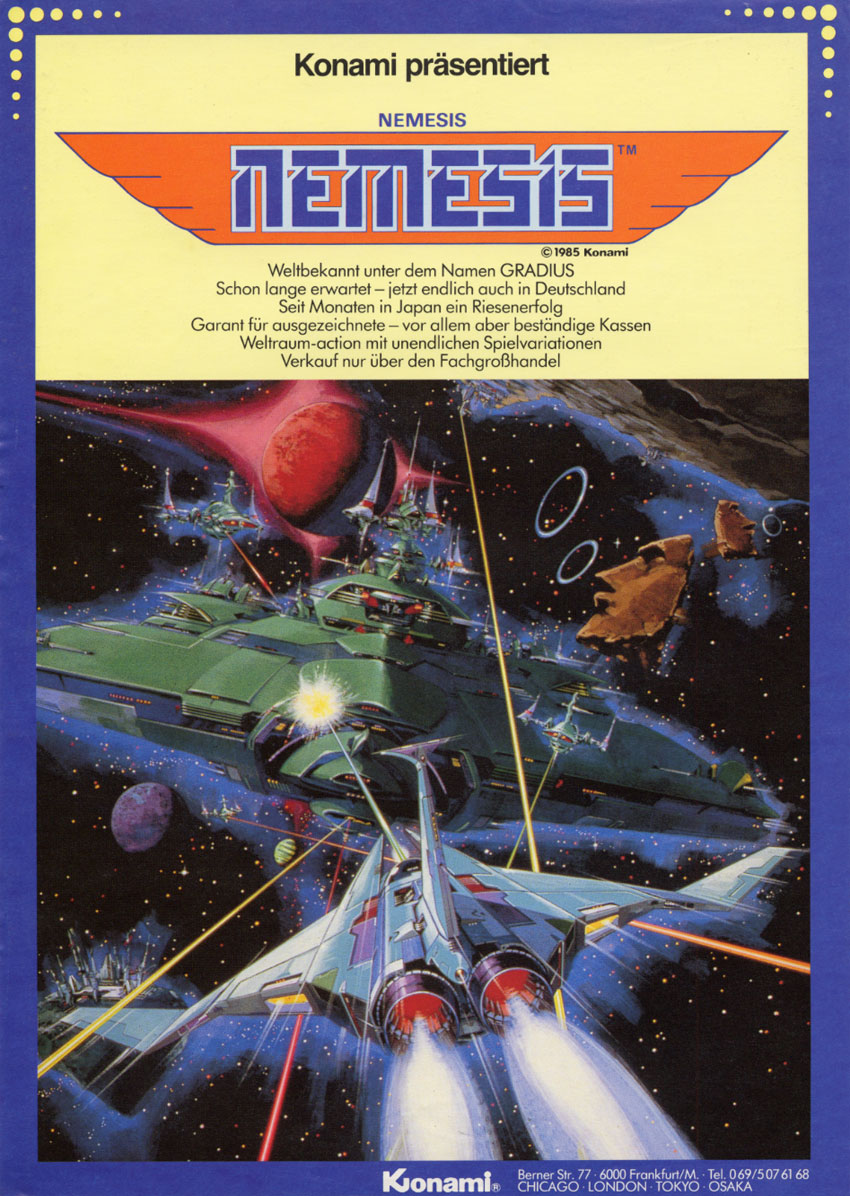 Konami präsentiert
NEMESIS
NEMESIS™
©1985 Konami
Weltbekannt unter dem Namen GRADIUS
Schon lange erwartet – jetzt endlich auch in Deutschland
Seit Monaten in Japan ein Riesenerfolg
Garant für ausgezeichnete – vor allem aber beständige Kassen
Weltraum-action mit unendlichen Spielvariationen
Verkauf nur über den Fachgroßhandel
Konami® Berner Str. 77 · 6000 Frankfurt/M. · Tel. 069/5076168
CHICAGO · LONDON · TOKYO · OSAKA